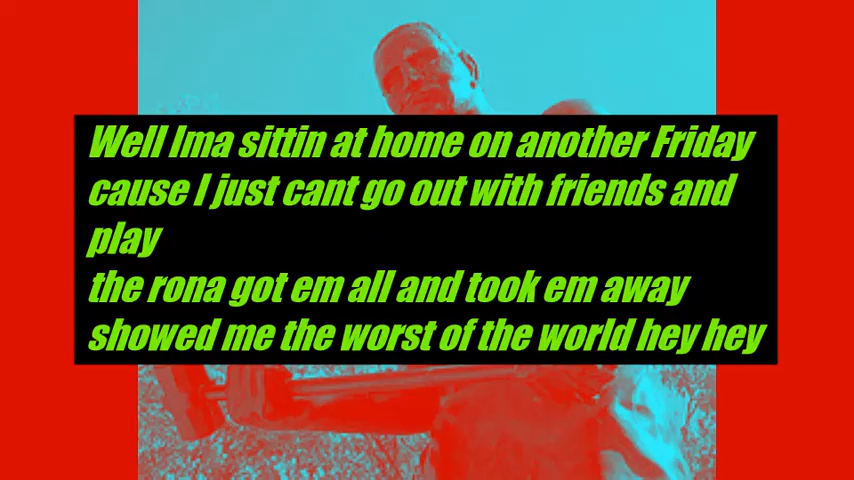 Well Ima sittin at home on another Friday
cause I just cant go out with friends and
play
the rona got em all and took em away
showed me the worst of the world hey hey